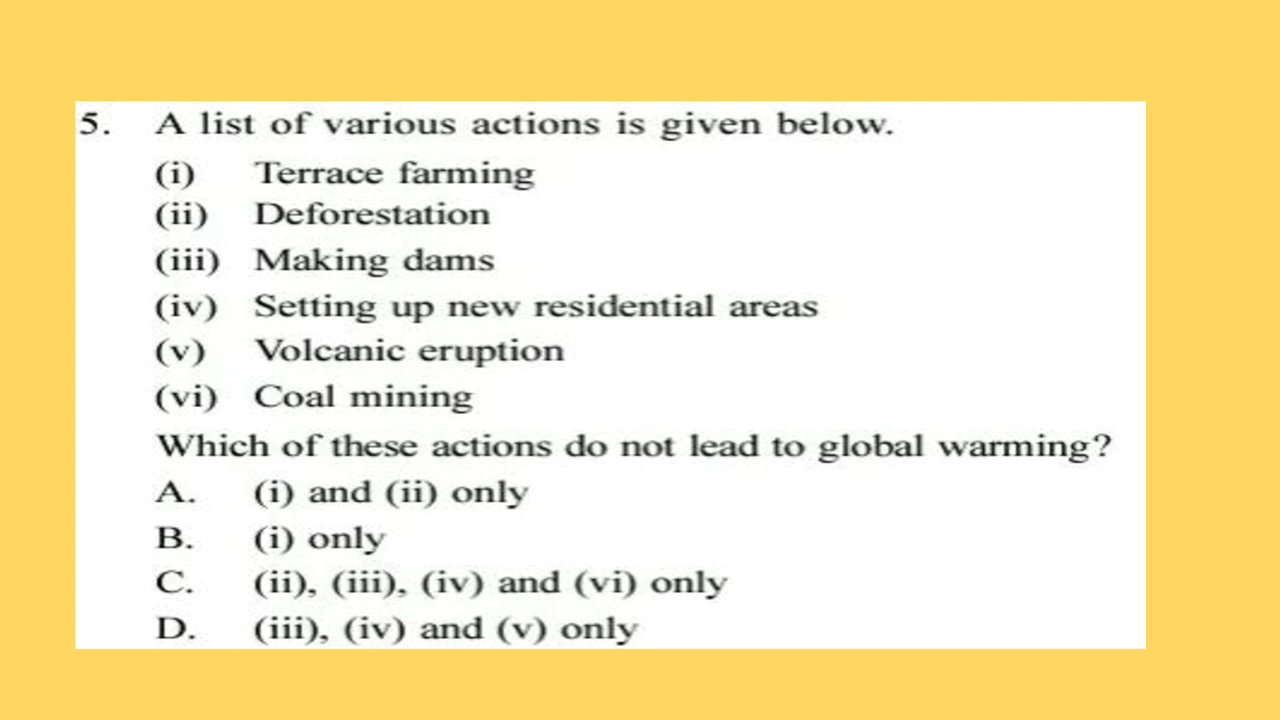 5. A list of various actions is given below.
(i) Terrace farming
(ii) Deforestation
(iii) Making dams
(iv) Setting up new residential areas
(v) Volcanic eruption
(vi) Coal mining
Which of these actions do not lead to global warming?
A. (i) and (ii) only
B. (i) only
C. (ii), (iii), (iv) and (vi) only
D. (iii), (iv) and (v) only